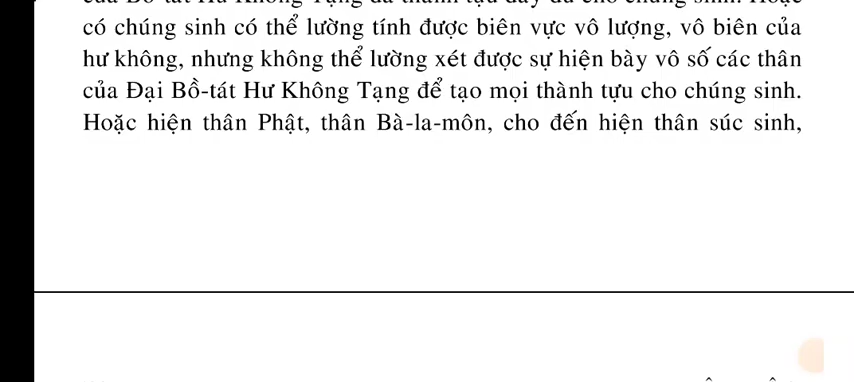 có chúng sinh có thể lường tính được biên vực vô lượng, vô biên của
hư không, nhưng không thể lường xét được sự hiện bày vô số các thân
của Đại Bồ-tát Hư Không Tạng để tạo mọi thành tựu cho chúng sinh.
Hoặc hiện thân Phật, thân Bà-la-môn, cho đến hiện thân súc sinh,